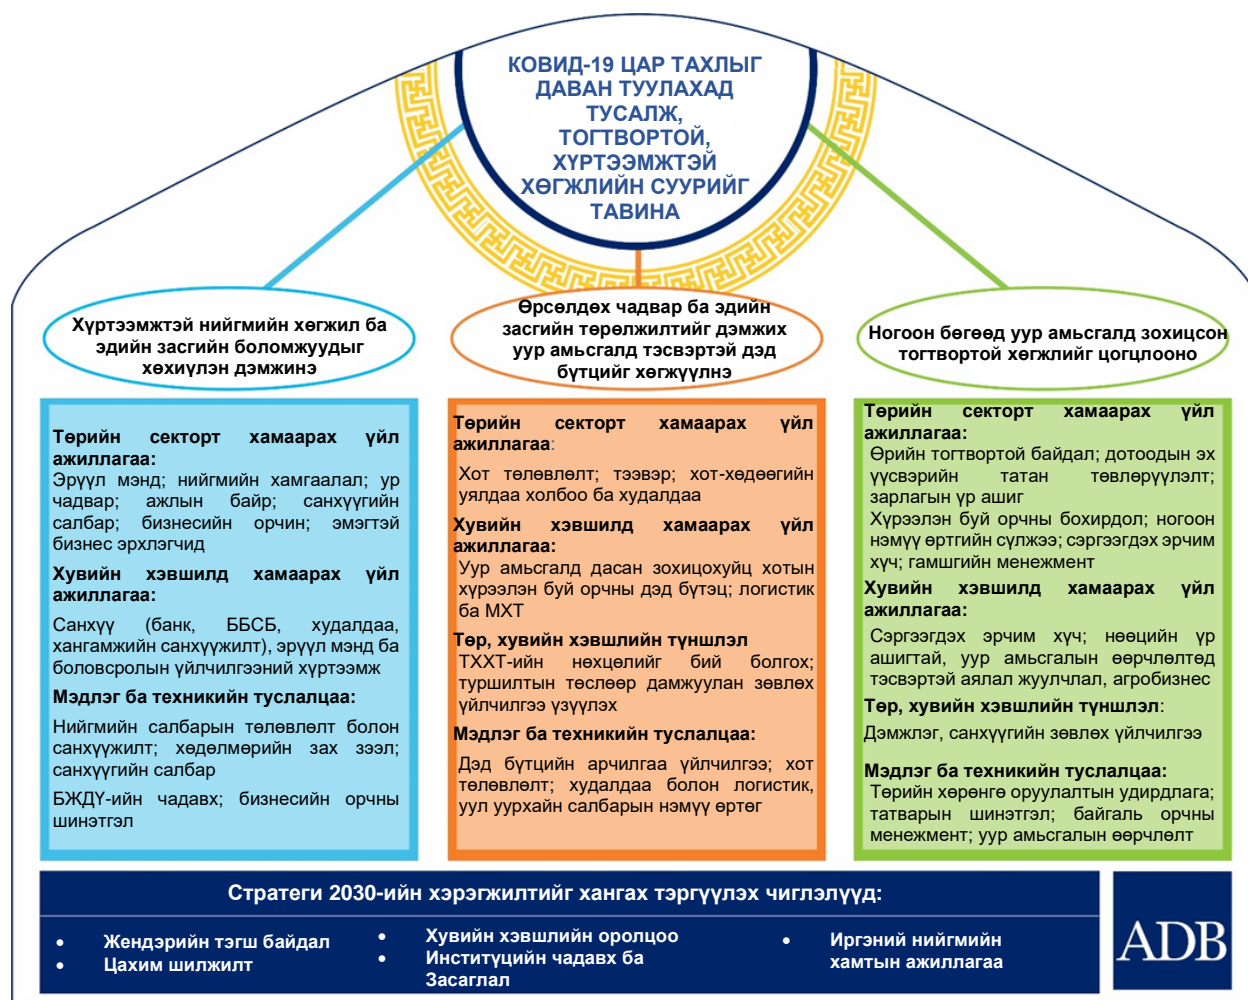 КОВИД-19 ЦАР ТАХЛЫГ
ДАВАН ТУУЛАХАД
ТУСАЛЖ,
ТОГТВОРТОЙ,
ХҮРТЭЭМЖТЭЙ
ХӨГЖЛИЙН СУУРИЙГ
ТАВИНА
Хүртээмжтэй нийгмийн хөгжил ба
эдийн засгийн боломжуудыг
хөхиүлэн дэмжинэ
Өрсөлдөх чадвар ба эдийн
засгийн төрөлжилтийг дэмжих
уур амьсгалд тэсвэртэй дэд
бүтцийг хөгжүүлнэ
Ногоон бөгөөд уур амьсгалд зохицсон
тогтвортой хөгжлийг цогцлооно
Төрийн секторт хамаарах үйл
ажиллагаа:
Эрүүл мэнд; нийгмийн хамгаалал; ур
чадвар; ажлын байр; санхүүгийн
салбар; бизнесийн орчин; эмэгтэй
бизнес эрхлэгчид
Хувийн хэвшилд хамаарах үйл
ажиллагаа:
Санхүү (банк, ББСБ, худалдаа,
хангамжийн санхүүжилт), эрүүл мэнд ба
боловсролын үйлчилгээний хүртээмж
Мэдлэг ба техникийн туслалцаа:
Нийгмийн салбарын төлөвлөлт болон
санхүүжилт; хөдөлмөрийн зах зээл;
санхүүгийн салбар
БЖДҮ-ийн чадавх; бизнесийн орчны
шинэтгэл
Төрийн секторт хамаарах үйл
ажиллагаа:
Хот төлөвлөлт; тээвэр; хот-хөдөөгийн
уялдаа холбоо ба худалдаа
Хувийн хэвшилд хамаарах үйл
ажиллагаа:
Уур амьсгалд дасан зохицохуйц хотын
хүрээлэн буй орчны дэд бүтэц; логистик
ба МХТ
Төр, хувийн хэвшлийн түншлэл
ТХХТ-ийн нөхцөлийг бий болгох;
туршилтын төслөөр дамжуулан зөвлөх
үйлчилгээ үзүүлэх
Мэдлэг ба техникийн туслалцаа:
Дэд бүтцийн арчилгаа үйлчилгээ; хот
төлөвлөлт; худалдаа болон логистик,
уул уурхайн салбарын нэмүү өртөг
Төрийн секторт хамаарах үйл
ажиллагаа:
Өрийн тогтвортой байдал; дотоодын эх
үүсвэрийн татан төвлөрүүлэлт;
зарлагын үр ашиг
Хүрээлэн буй орчны бохирдол; ногоон
нэмүү өртгийн сүлжээ; сэргээгдэх эрчим
хүч; гамшгийн менежмент
Хувийн хэвшилд хамаарах үйл
ажиллагаа:
Сэргээгдэх эрчим хүч; нөөцийн үр
ашигтай, уур амьсгалын өөрчлөлтөд
тэсвэртэй аялал жуулчлал, агробизнес
Төр, хувийн хэвшлийн түншлэл:
Дэмжлэг, санхүүгийн зөвлөх үйлчилгээ
Мэдлэг ба техникийн туслалцаа:
Төрийн хөрөнгө оруулалтын удирдлага;
татварын шинэтгэл; байгаль орчны
менежмент; уур амьсгалын өөрчлөлт
Стратеги 2030-ийн хэрэгжилтийг хангах тэргүүлэх чиглэлүүд:
• Жендэрийн тэгш байдал
• Цахим шилжилт
• Хувийн хэвшлийн оролцоо
• Институцийн чадавх ба
Засаглал
• Иргэний нийгмийн
хамтын ажиллагаа
ADB